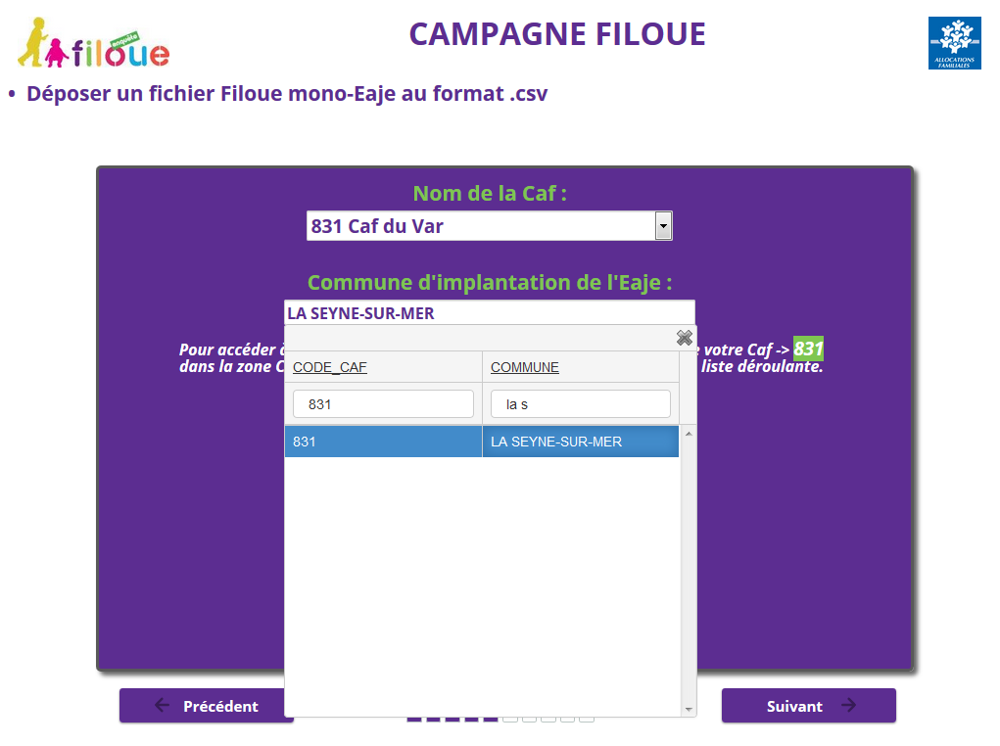 enquête
filoue
CAMPAGNE FILOUE
ALLOCATIONS
FAMILIALES
• Déposer un fichier Filoue mono-Eaje au format .csv
Nom de la Caf :
831 Caf du Var
Commune d'implantation de l'Eaje :
LA SEYNE-SUR-MER
Pour accéder votre Caf -> 831
dans la zone liste déroulante.
CODE_CAF COMMUNE
831 la s
831 LA SEYNE-SUR-MER
Précédent
Suivant